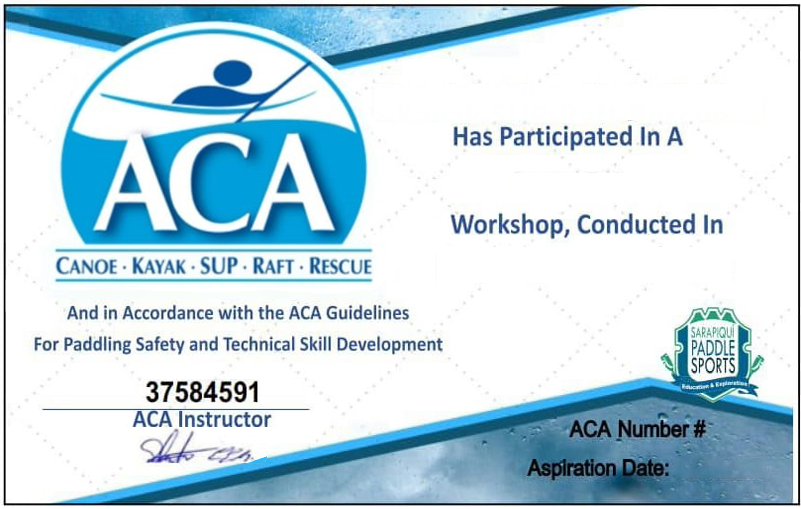 ACA
CANOE · KAYAK · SUP · RAFT · RESCUE
Has Participated In A
Workshop, Conducted In
And in Accordance with the ACA Guidelines
For Paddling Safety and Technical Skill Development
37584591
ACA Instructor
SARAPIQUÍ
PADDLE
SPORTS
Education & Exploration
ACA Number #
Aspiration Date: